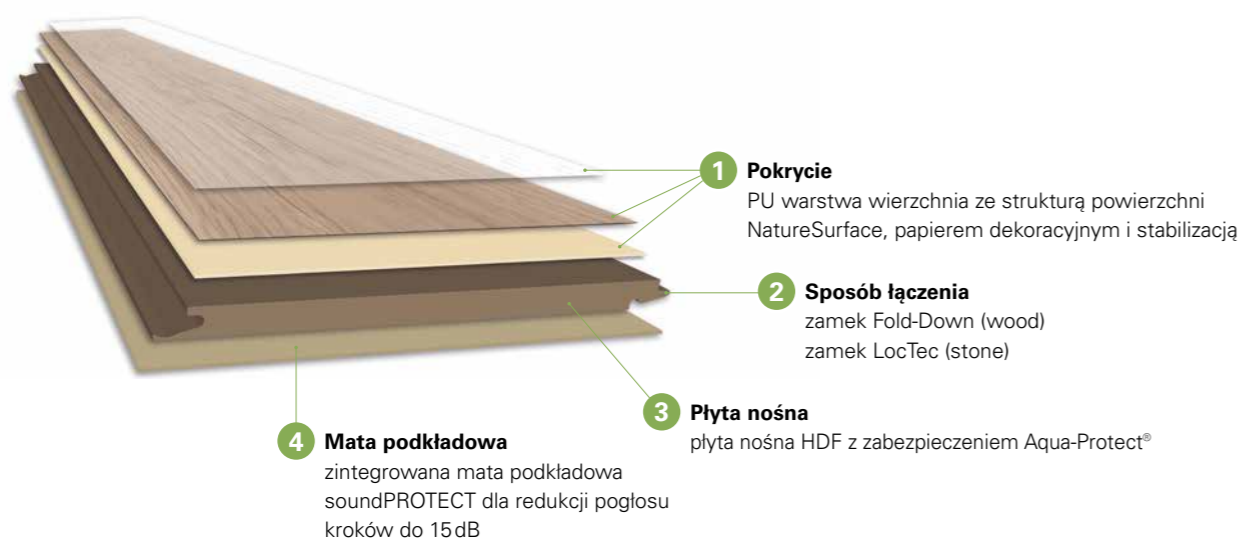 1 Pokrycie
PU warstwa wierzchnia ze strukturą powierzchni
NatureSurface, papierem dekoracyjnym i stabilizacją
2 Sposób łączenia
zamek Fold-Down (wood)
zamek LocTec (stone)
3 Płyta nośna
płyta nośna HDF z zabezpieczeniem Aqua-Protect®
4 Mata podkładowa
zintegrowana mata podkładowa
soundPROTECT dla redukcji pogłosu
kroków do 15 dB